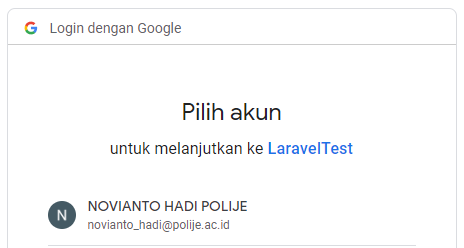 Login dengan Google
Pilih akun
untuk melanjutkan ke LaravelTest
N
NOVIANTO HADI POLIJE
novianto_hadi@polije.ac.id